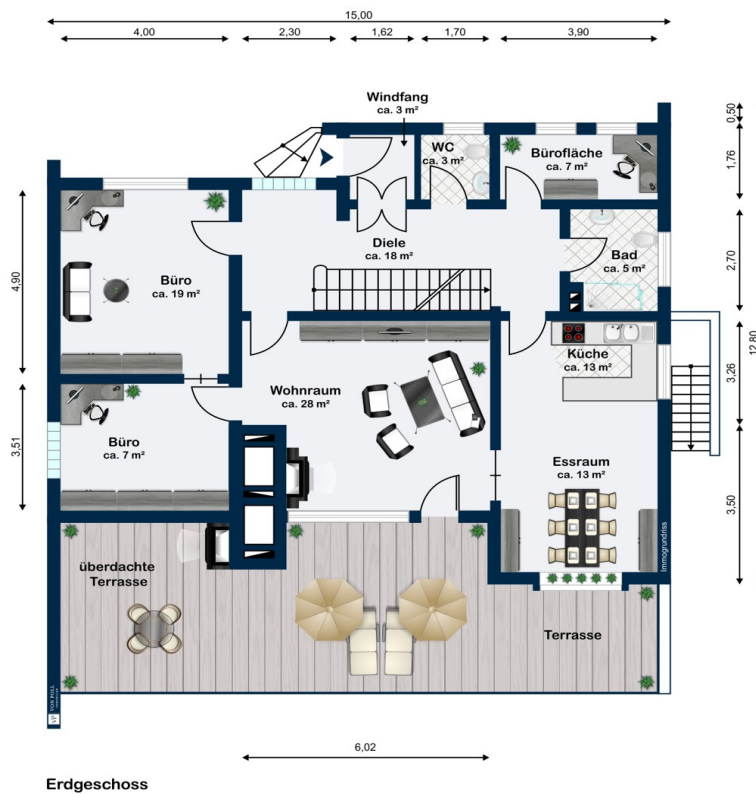 15,00
4,00
2,30
1,62
1,70
3,90
0,50
1,76
2,70
12,80
3,26
3,50
4,90
3,51
Windfang
ca. 3 m²
WC
ca. 3 m²
Bürofläche
ca. 7 m²
Diele
ca. 18 m²
Bad
ca. 5 m²
Büro
ca. 19 m²
Wohnraum
ca. 28 m²
Küche
ca. 13 m²
Büro
ca. 7 m²
Essraum
ca. 13 m²
Immogrundriss
überdachte
Terrasse
Terrasse
VP VON POLL
6,02
Erdgeschoss